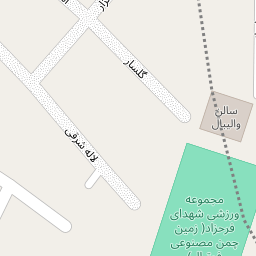 گلسار
سالن
والیبال
لاله شرقی
مجموعه
ورزشی شهدای
فرحزاد( زمین
چمن مصنوعی